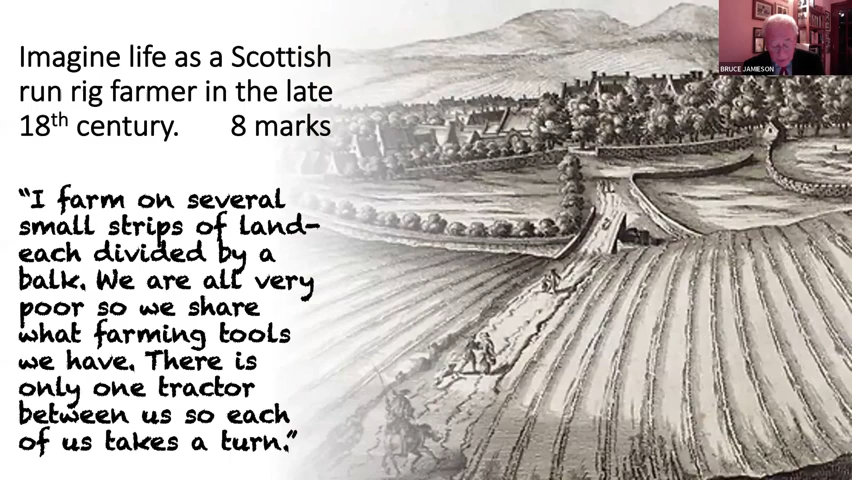 Imagine life as a Scottish
run rig farmer in the late
18th century. 8 marks
“I farm on several
small strips of land-
each divided by a
balk. We are all very
poor so we share
what farming tools
we have. There is
only one tractor
between us so each
of us takes a turn.”
BRUCE JAMIESON